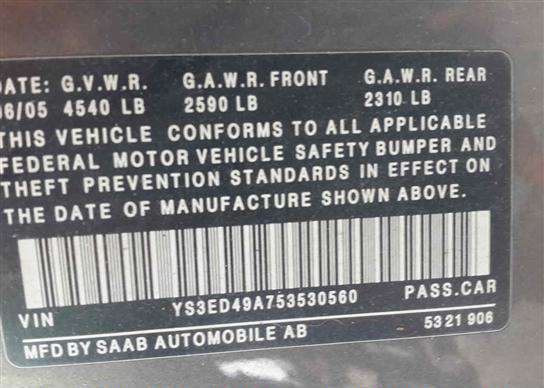 DATE: G.V.W.R. G.A.W.R. FRONT G.A.W.R. REAR
06/05 4540 LB 2590 LB 2310 LB
THIS VEHICLE CONFORMS TO ALL APPLICABLE
FEDERAL MOTOR VEHICLE SAFETY BUMPER AND
THEFT PREVENTION STANDARDS IN EFFECT ON
THE DATE OF MANUFACTURE SHOWN ABOVE.
VIN YS3ED49A753530560 PASS.CAR
MFD BY SAAB AUTOMOBILE AB 5321 906